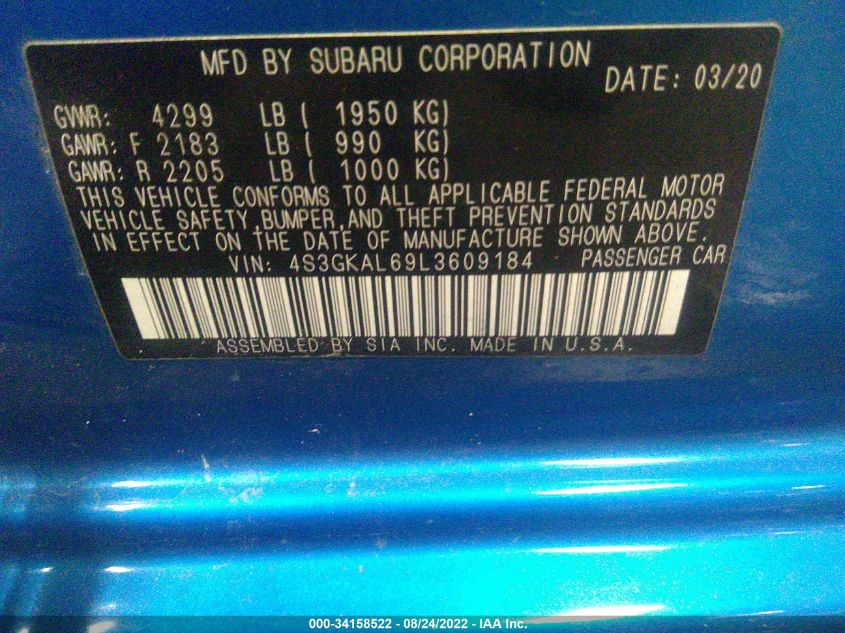 MFD BY SUBARU CORPORATION
DATE: 03/20
GVWR: 4299 LB ( 1950 KG)
GAWR: F 2183 LB ( 990 KG)
GAWR: R 2205 LB ( 1000 KG)
THIS VEHICLE CONFORMS TO ALL APPLICABLE FEDERAL MOTOR
VEHICLE SAFETY,BUMPER,AND THEFT PREVENTION STANDARDS
IN EFFECT ON THE DATE OF MANUFACTURE SHOWN ABOVE.
VIN: 4S3GKAL69L3609184 PASSENGER CAR
ASSEMBLED BY SIA INC. MADE IN U.S.A.
000-34158522 - 08/24/2022 - IAA Inc.